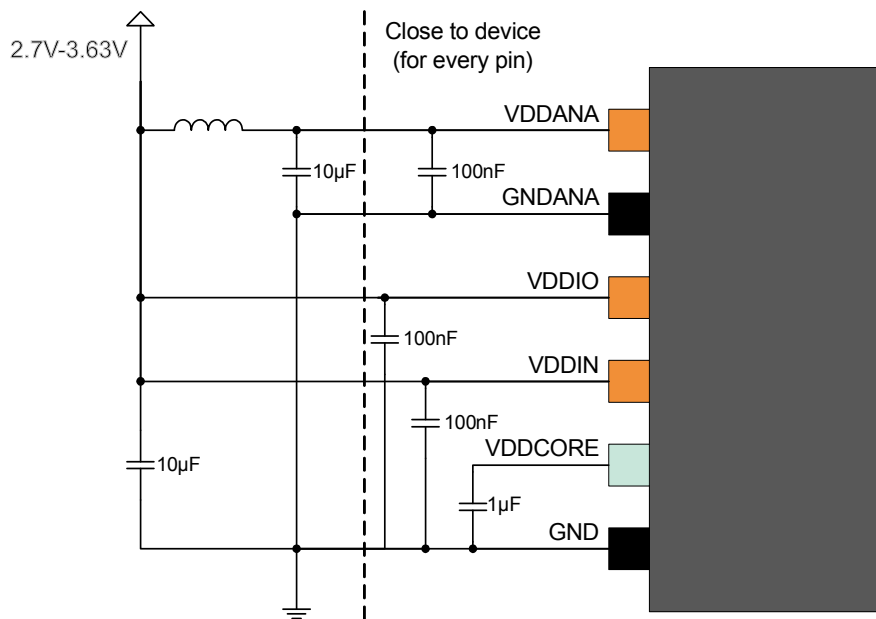 Close to device
(for every pin)
2.7V-3.63V
VDDANA
10µF
100nF
GNDANA
VDDIO
100nF
VDDIN
100nF
VDDCORE
10µF
1µF
GND